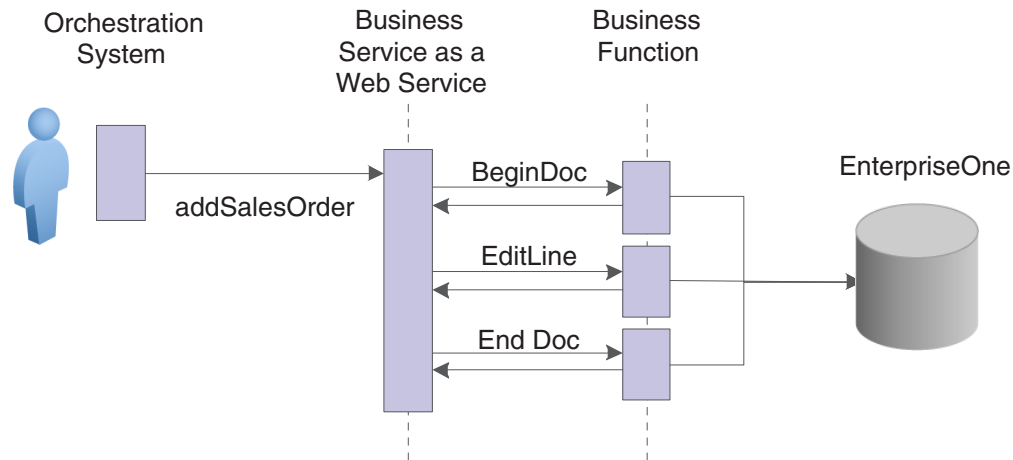 Orchestration
System
Business
Service as a
Web Service
Business
Function
EnterpriseOne
addSalesOrder
BeginDoc
EditLine
End Doc